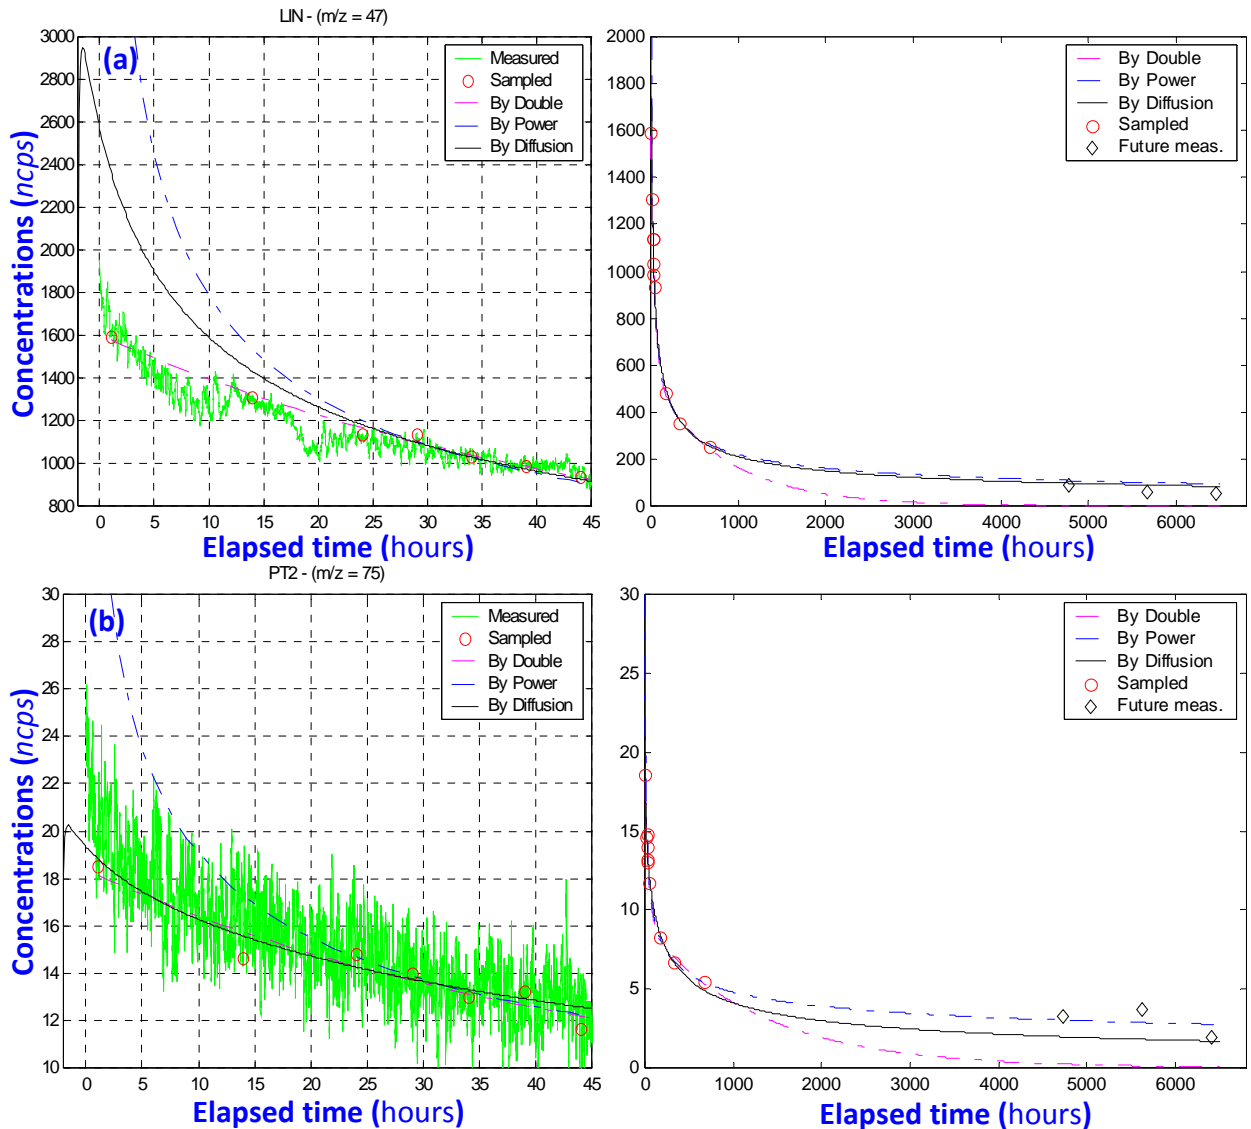 LIN - (m/z = 47)
(a)
Concentrations (ncps)
3000
2800
2600
2400
2200
2000
1800
1600
1400
1200
1000
800
Measured
Sampled
By Double
By Power
By Diffusion
0 5 10 15 20 25 30 35 40 45
Elapsed time (hours)
2000
1800
1600
1400
1200
1000
800
600
400
200
0
By Double
By Power
By Diffusion
Sampled
Future meas.
0 1000 2000 3000 4000 5000 6000
Elapsed time (hours)
PT2 - (m/z = 75)
(b)
Concentrations (ncps)
30
28
26
24
22
20
18
16
14
12
10
Measured
Sampled
By Double
By Power
By Diffusion
0 5 10 15 20 25 30 35 40 45
Elapsed time (hours)
30
25
20
15
10
5
0
By Double
By Power
By Diffusion
Sampled
Future meas.
0 1000 2000 3000 4000 5000 6000
Elapsed time (hours)